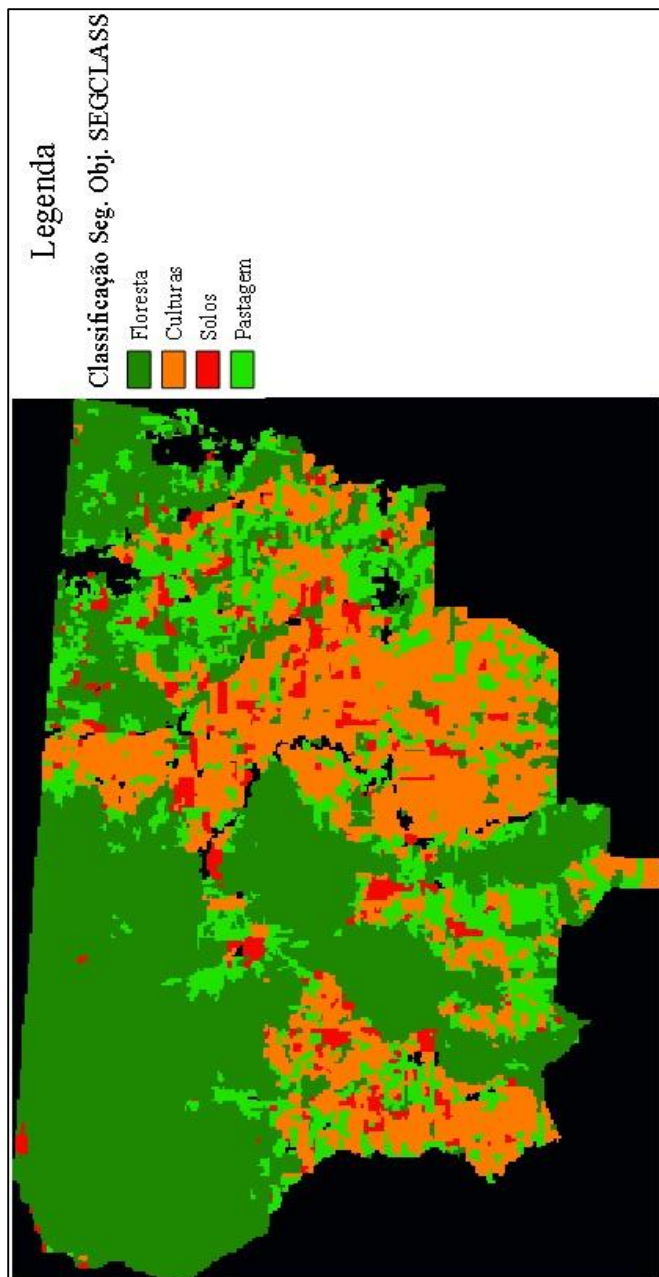 Legenda
Classificação Seg. Obj. SEGCLASS
Floresta
Culturas
Solos
Pastagem